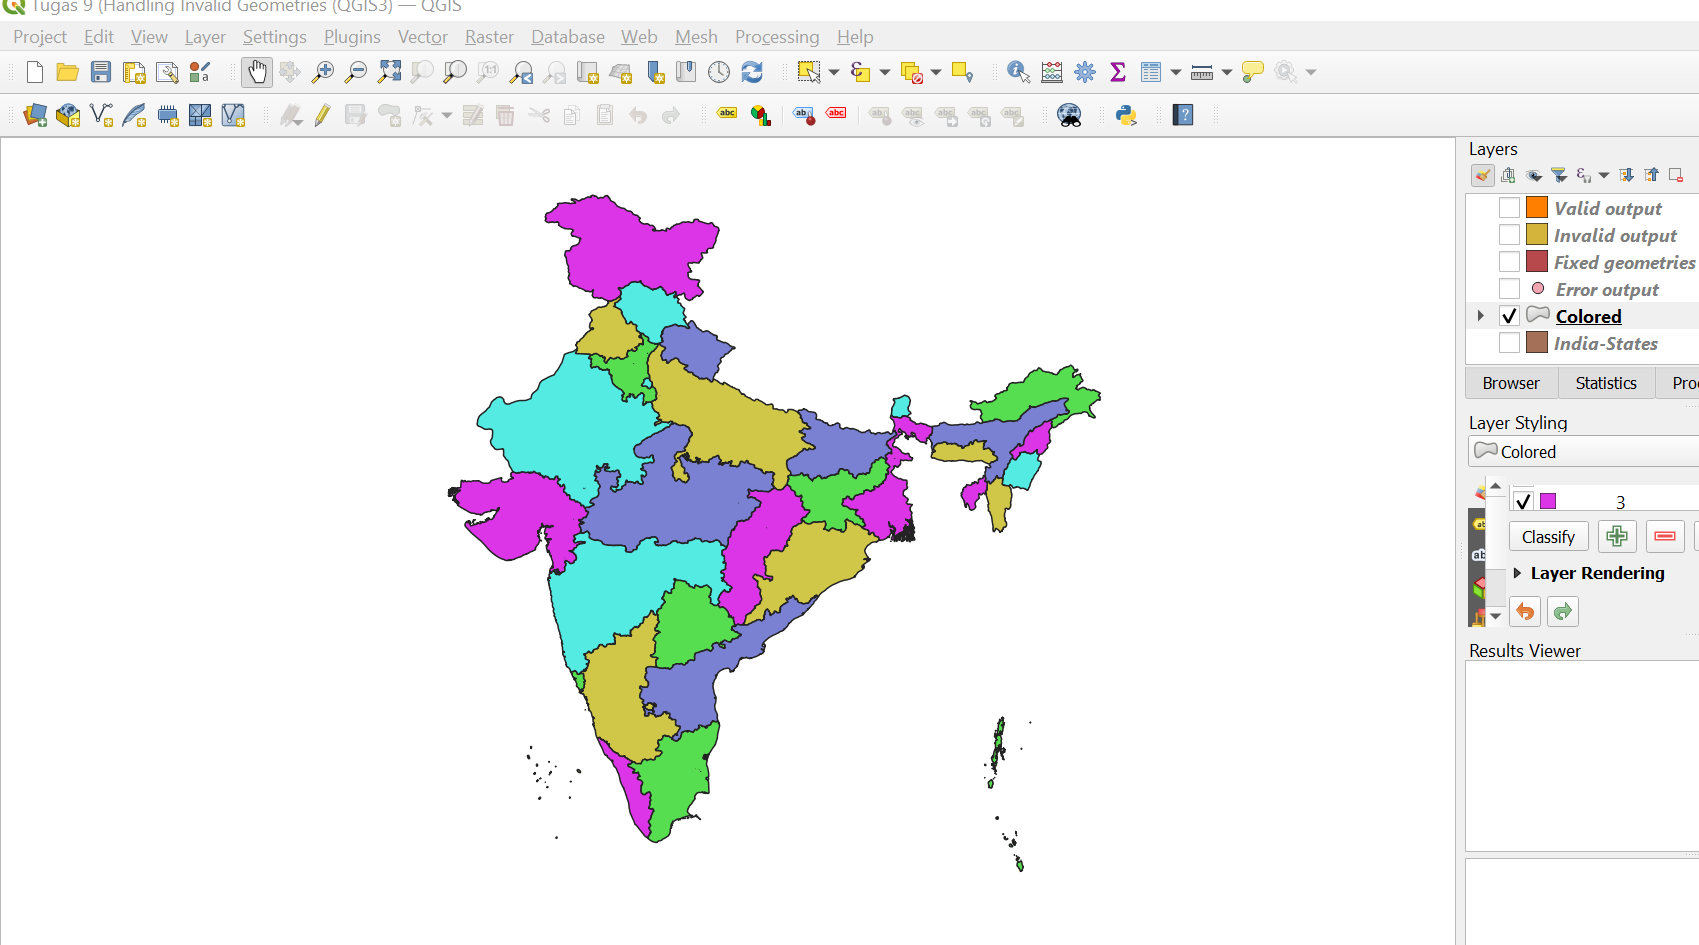 Tugas 9 (Handling Invalid Geometries (QGIS3) — QGIS
Project Edit View Layer Settings Plugins Vector Raster Database Web Mesh Processing Help
Layers
Valid output
Invalid output
Fixed geometries
Error output
Colored
India-States
Browser Statistics Proc
Layer Styling
Colored
3
Classify
Layer Rendering
Results Viewer